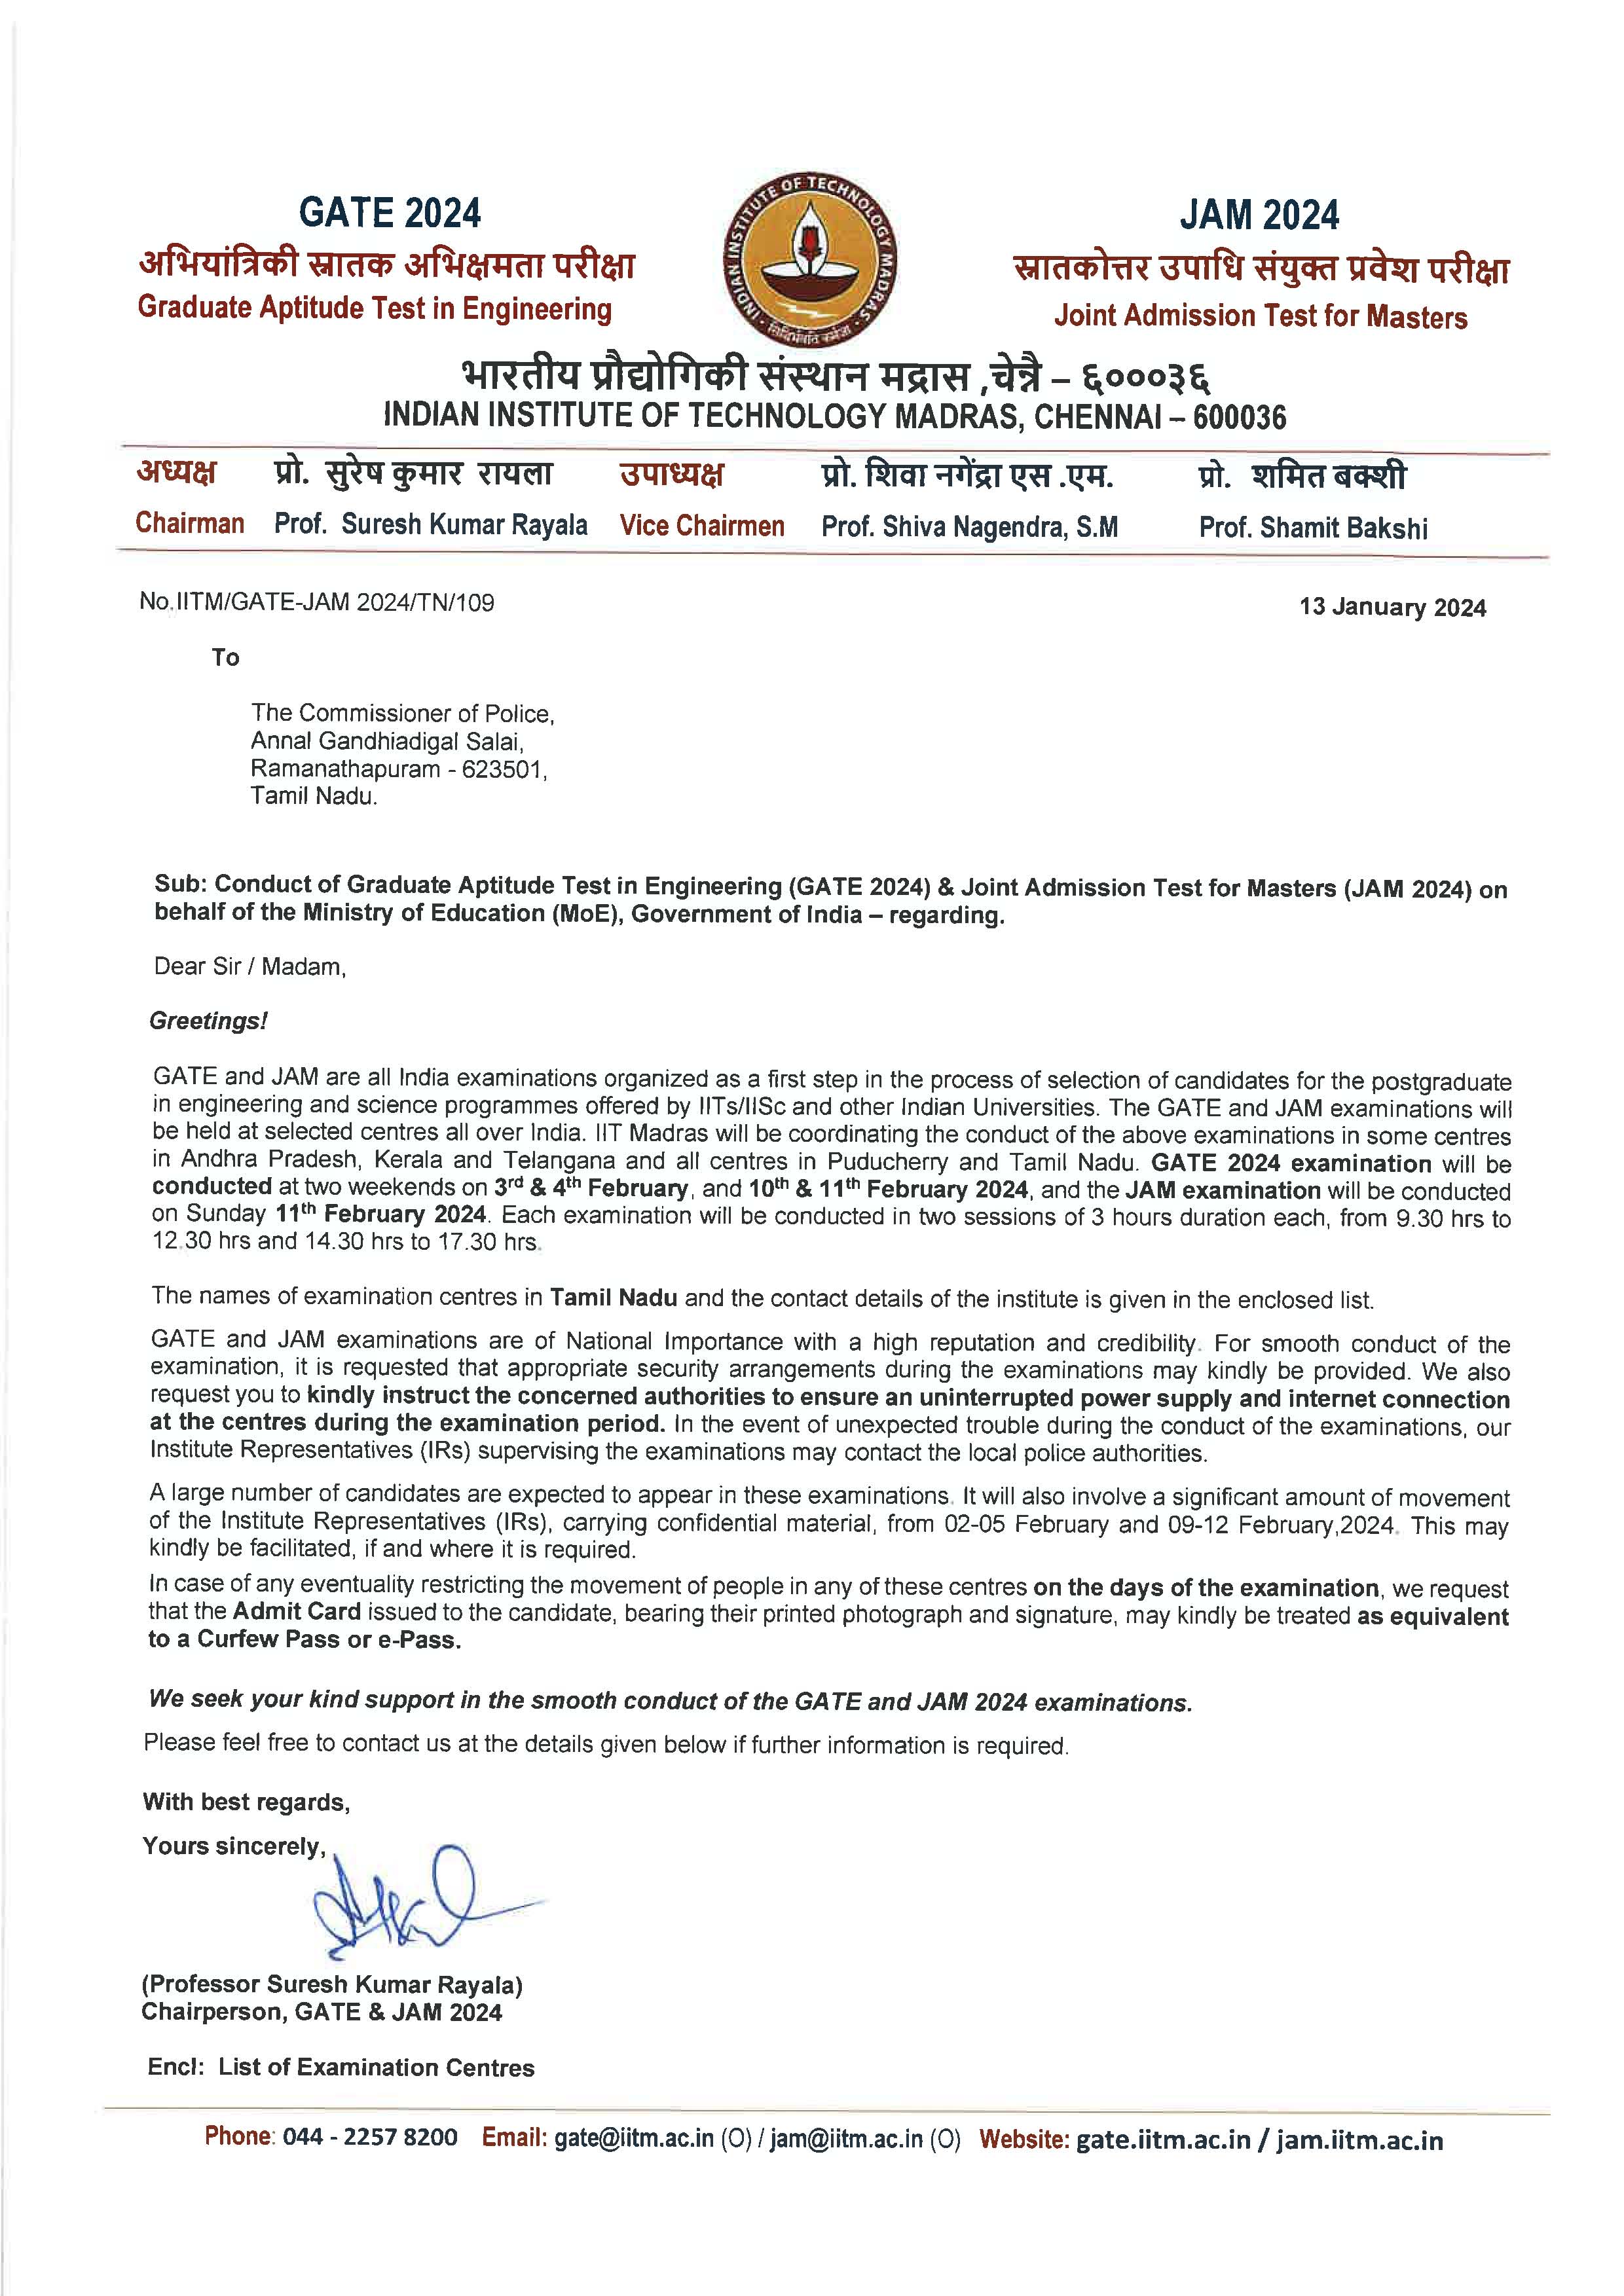 GATE 2024
अभियांत्रिकी स्नातक अभिक्षमता परीक्षा
Graduate Aptitude Test in Engineering
INDIAN INSTITUTE OF TECHNOLOGY MADRAS
JAM 2024
स्नातकोत्तर उपाधि संयुक्त प्रवेश परीक्षा
Joint Admission Test for Masters
भारतीय प्रौद्योगिकी संस्थान मद्रास ,चेन्नै – ६०००३६
INDIAN INSTITUTE OF TECHNOLOGY MADRAS, CHENNAI – 600036
अध्यक्ष प्रो. सुरेष कुमार रायला उपाध्यक्ष प्रो. शिवा नगेंद्रा एस .एम. प्रो. शमित बक्शी
Chairman Prof. Suresh Kumar Rayala Vice Chairmen Prof. Shiva Nagendra, S.M Prof. Shamit Bakshi
No.IITM/GATE-JAM 2024/TN/109 13 January 2024
To
The Commissioner of Police,
Annal Gandhiadigal Salai,
Ramanathapuram - 623501,
Tamil Nadu.
Sub: Conduct of Graduate Aptitude Test in Engineering (GATE 2024) & Joint Admission Test for Masters (JAM 2024) on
behalf of the Ministry of Education (MoE), Government of India – regarding.
Dear Sir / Madam,
Greetings!
GATE and JAM are all India examinations organized as a first step in the process of selection of candidates for the postgraduate
in engineering and science programmes offered by IITs/IISc and other Indian Universities. The GATE and JAM examinations will
be held at selected centres all over India. IIT Madras will be coordinating the conduct of the above examinations in some centres
in Andhra Pradesh, Kerala and Telangana and all centres in Puducherry and Tamil Nadu. GATE 2024 examination will be
conducted at two weekends on 3rd & 4th February, and 10th & 11th February 2024, and the JAM examination will be conducted
on Sunday 11th February 2024. Each examination will be conducted in two sessions of 3 hours duration each, from 9.30 hrs to
12.30 hrs and 14.30 hrs to 17.30 hrs.
The names of examination centres in Tamil Nadu and the contact details of the institute is given in the enclosed list.
GATE and JAM examinations are of National Importance with a high reputation and credibility. For smooth conduct of the
examination, it is requested that appropriate security arrangements during the examinations may kindly be provided. We also
request you to kindly instruct the concerned authorities to ensure an uninterrupted power supply and internet connection
at the centres during the examination period. In the event of unexpected trouble during the conduct of the examinations, our
Institute Representatives (IRs) supervising the examinations may contact the local police authorities.
A large number of candidates are expected to appear in these examinations. It will also involve a significant amount of movement
of the Institute Representatives (IRs), carrying confidential material, from 02-05 February and 09-12 February,2024. This may
kindly be facilitated, if and where it is required.
In case of any eventuality restricting the movement of people in any of these centres on the days of the examination, we request
that the Admit Card issued to the candidate, bearing their printed photograph and signature, may kindly be treated as equivalent
to a Curfew Pass or e-Pass.
We seek your kind support in the smooth conduct of the GATE and JAM 2024 examinations.
Please feel free to contact us at the details given below if further information is required.
With best regards,
Yours sincerely,
(Professor Suresh Kumar Rayala)
Chairperson, GATE & JAM 2024
Encl: List of Examination Centres
Phone: 044 - 2257 8200 Email: gate@iitm.ac.in (O) / jam@iitm.ac.in (O) Website: gate.iitm.ac.in / jam.iitm.ac.in